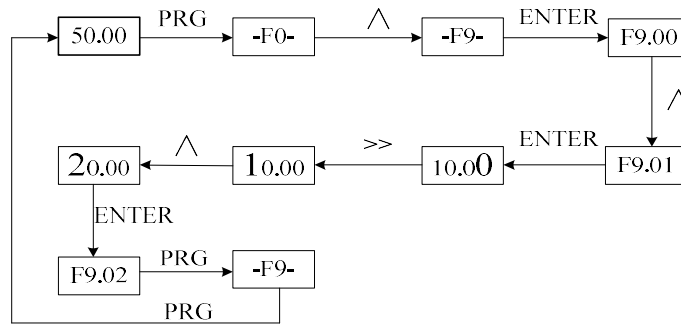 50.00 PRG -F0- ∧ -F9- ENTER F9.00
∧
20.00 ∧ 10.00 >> 10.00 ENTER F9.01
ENTER
F9.02 PRG -F9-
PRG